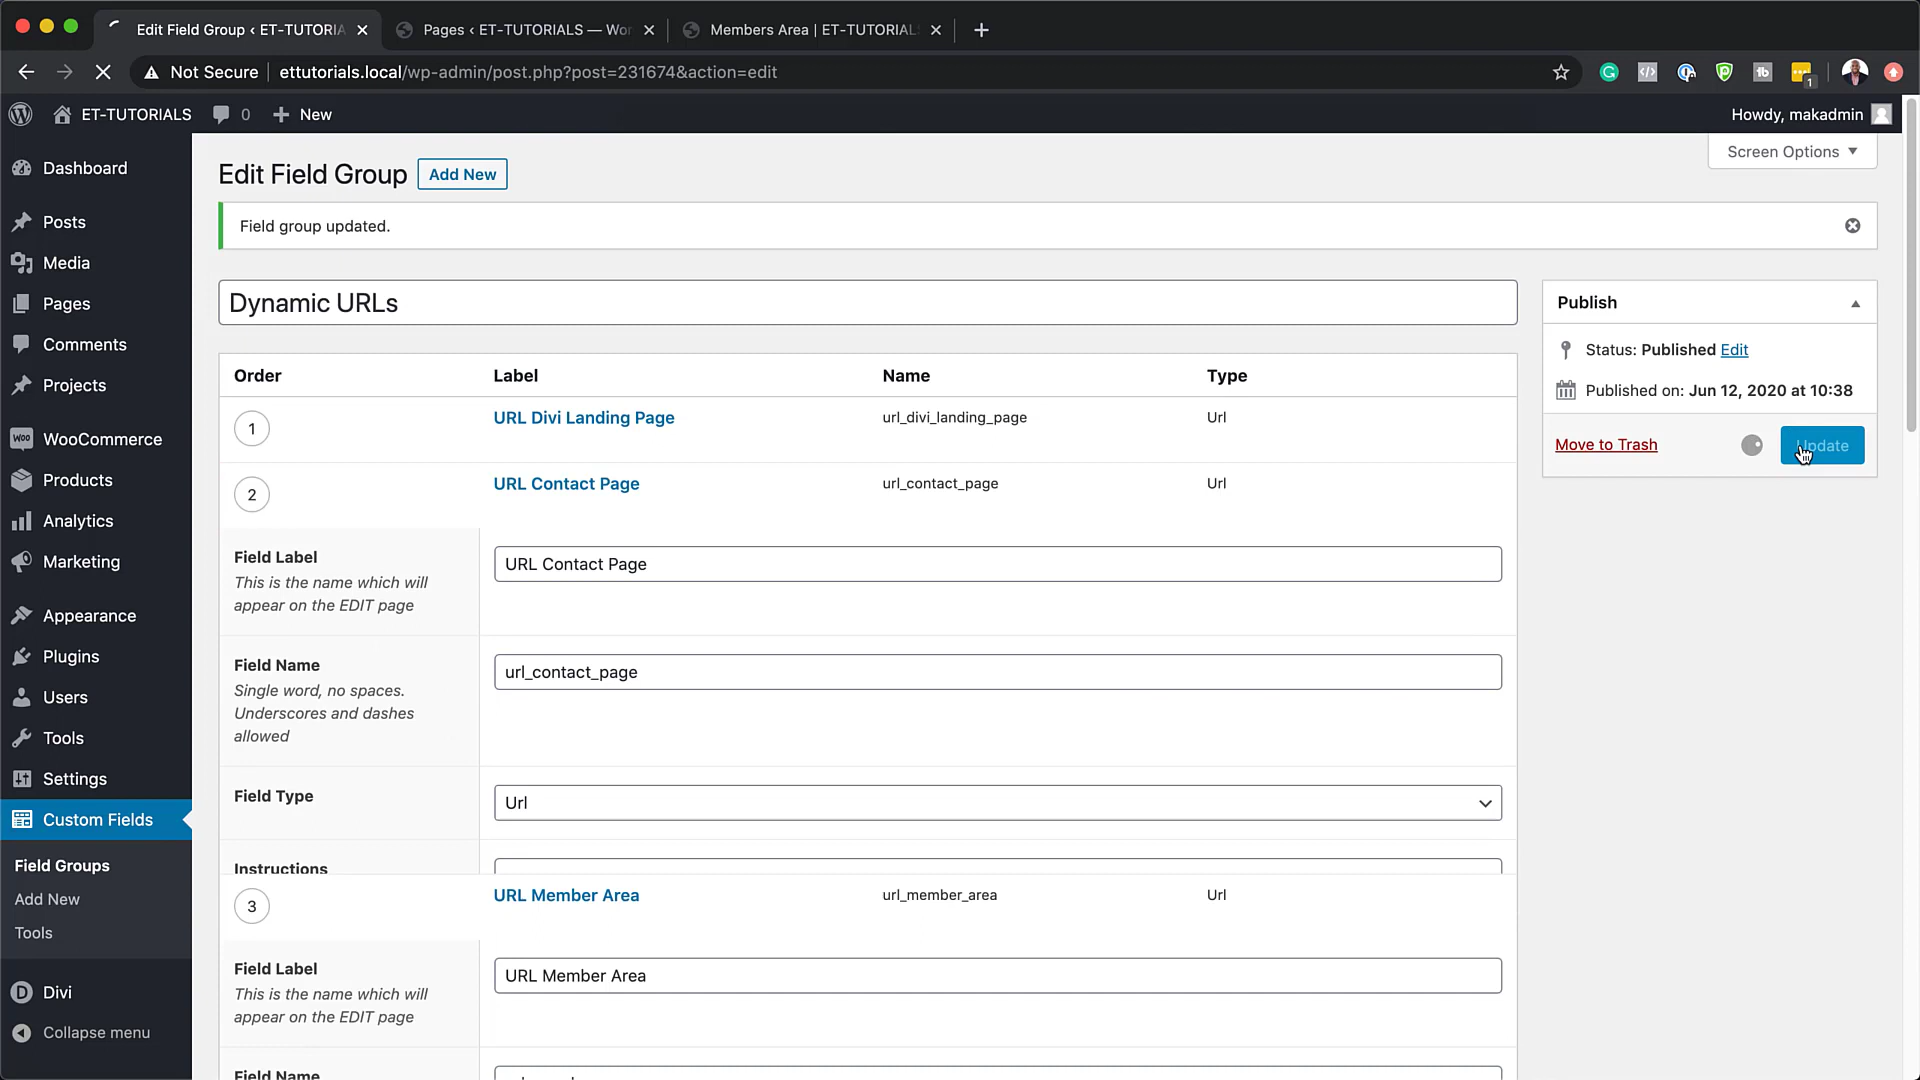 Edit Field Group ‹ ET-TUTORIA
Pages ‹ ET-TUTORIALS — Wor
Members Area | ET-TUTORIALS
Not Secure
ettutorials.local/wp-admin/post.php?post=231674&action=edit
1
ET-TUTORIALS
0
New
Howdy, makadmin
Screen Options
Dashboard
Posts
Media
Pages
Comments
Projects
WooCommerce
Products
Analytics
Marketing
Appearance
Plugins
Users
Tools
Settings
Custom Fields
Field Groups
Add New
Tools
Divi
Collapse menu
Edit Field Group
Add New
Field group updated.
Dynamic URLs
Order
Label
Name
Type
1
URL Divi Landing Page
url_divi_landing_page
Url
2
URL Contact Page
url_contact_page
Url
Field Label
This is the name which will
appear on the EDIT page
URL Contact Page
Field Name
Single word, no spaces.
Underscores and dashes
allowed
url_contact_page
Field Type
Url
Instructions
3
URL Member Area
url_member_area
Url
Field Label
This is the name which will
appear on the EDIT page
URL Member Area
Field Name
Publish
Status: Published Edit
Published on: Jun 12, 2020 at 10:38
Move to Trash
Update